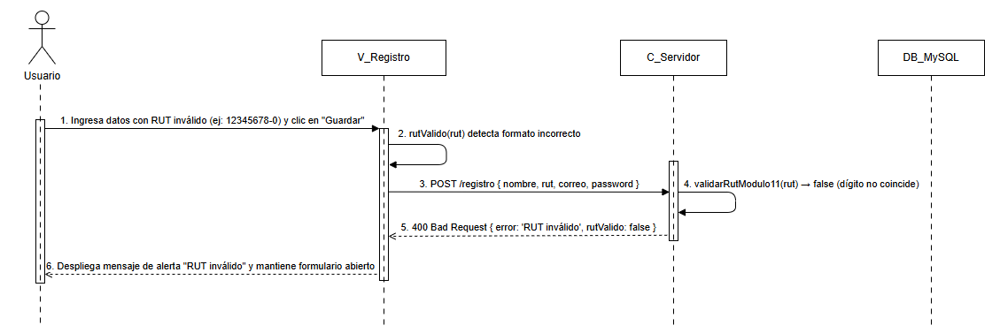 Usuario
V_Registro
C_Servidor
DB_MySQL
1. Ingresa datos con RUT inválido (ej: 12345678-0) y clic en "Guardar"
2. rutValido(rut) detecta formato incorrecto
3. POST /registro { nombre, rut, correo, password }
4. validarRutModulo11(rut) → false (dígito no coincide)
5. 400 Bad Request { error: 'RUT inválido', rutValido: false }
6. Despliega mensaje de alerta "RUT inválido" y mantiene formulario abierto